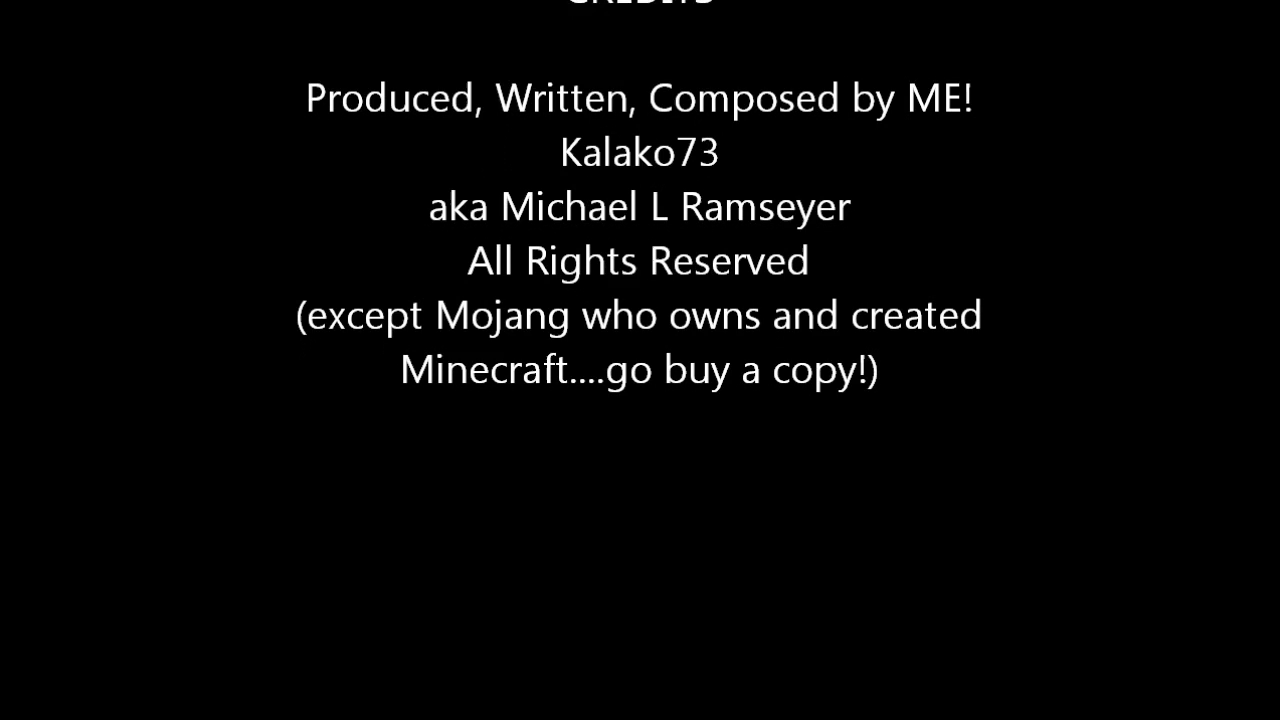 CREDITS
Produced, Written, Composed by ME!
Kalako73
aka Michael L Ramseyer
All Rights Reserved
(except Mojang who owns and created
Minecraft....go buy a copy!)